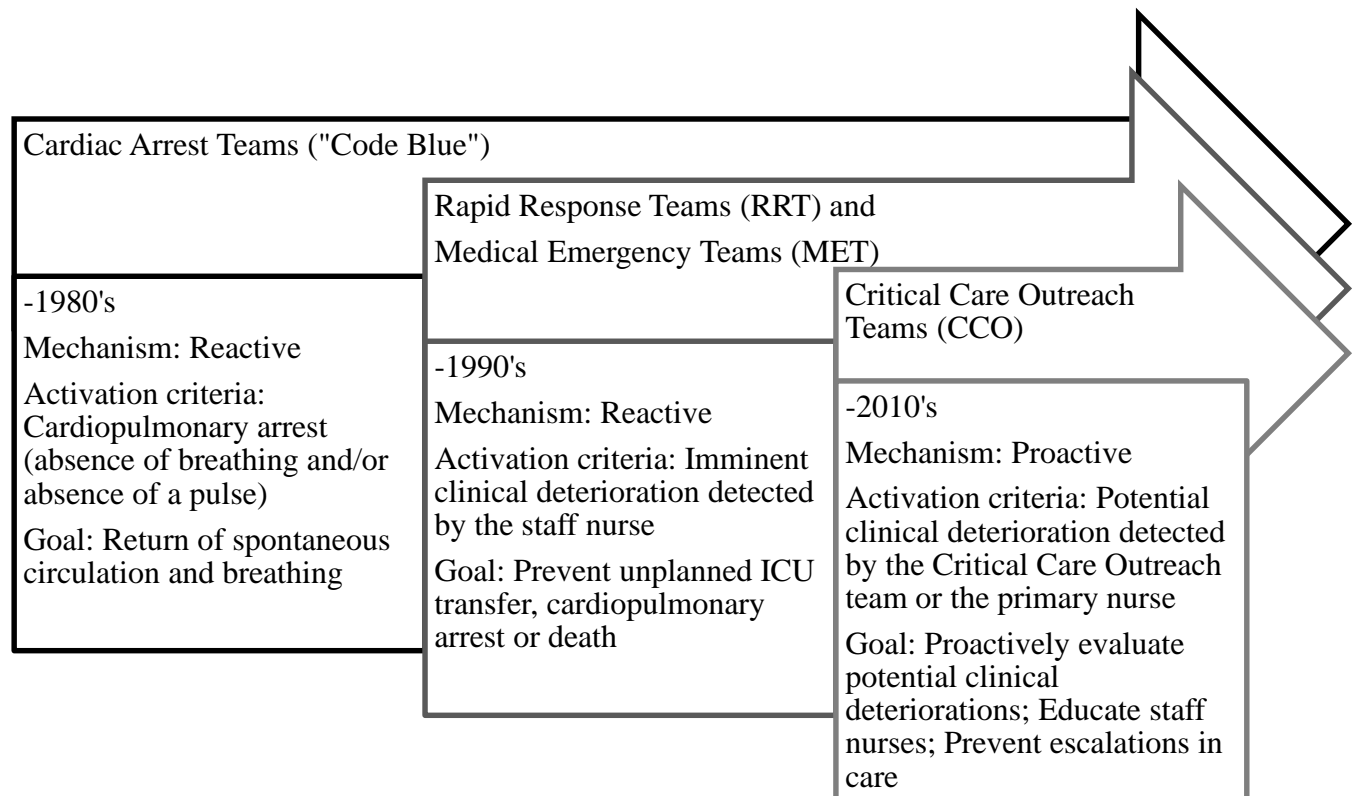 Cardiac Arrest Teams ("Code Blue")
-1980's
Mechanism: Reactive
Activation criteria:
Cardiopulmonary arrest
(absence of breathing and/or
absence of a pulse)
Goal: Return of spontaneous
circulation and breathing
Rapid Response Teams (RRT) and
Medical Emergency Teams (MET)
-1990's
Mechanism: Reactive
Activation criteria: Imminent
clinical deterioration detected
by the staff nurse
Goal: Prevent unplanned ICU
transfer, cardiopulmonary
arrest or death
Critical Care Outreach
Teams (CCO)
-2010's
Mechanism: Proactive
Activation criteria: Potential
clinical deterioration detected
by the Critical Care Outreach
team or the primary nurse
Goal: Proactively evaluate
potential clinical
deteriorations; Educate staff
nurses; Prevent escalations in
care